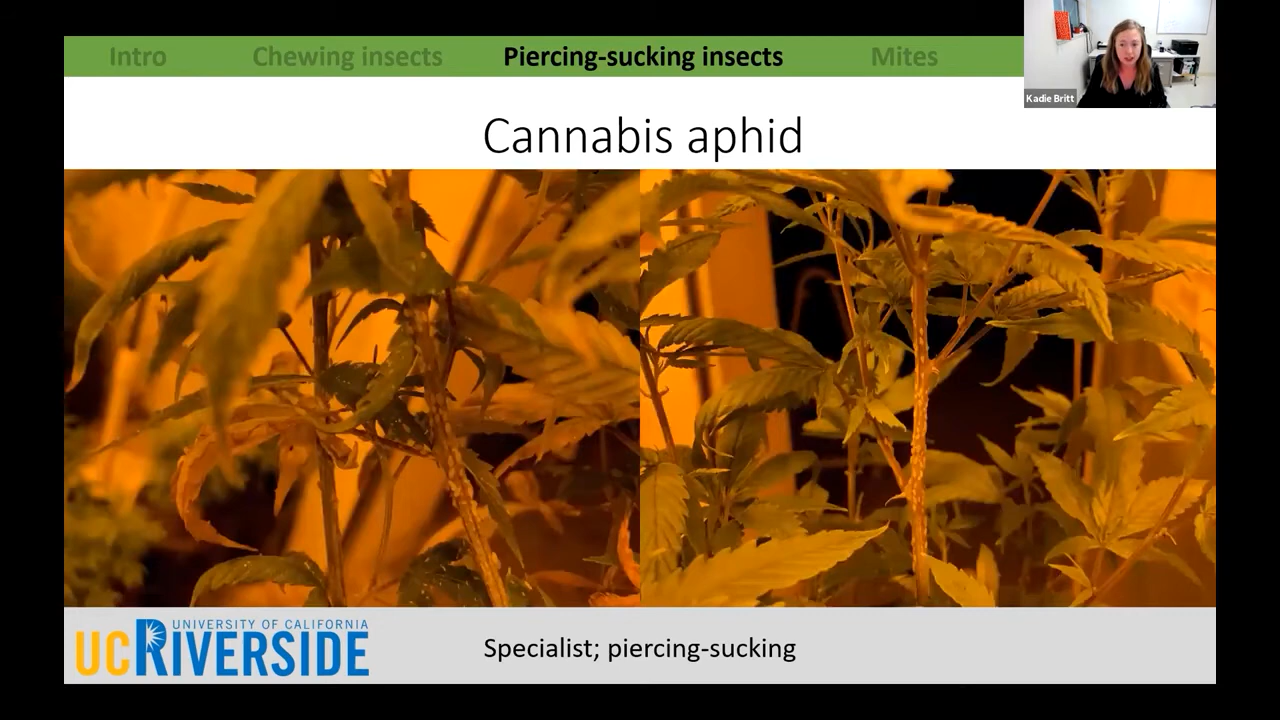 Intro Chewing insects Piercing-sucking insects Mites
Kadie Britt
Cannabis aphid
UNIVERSITY OF CALIFORNIA
UCRIVERSIDE
Specialist; piercing-sucking